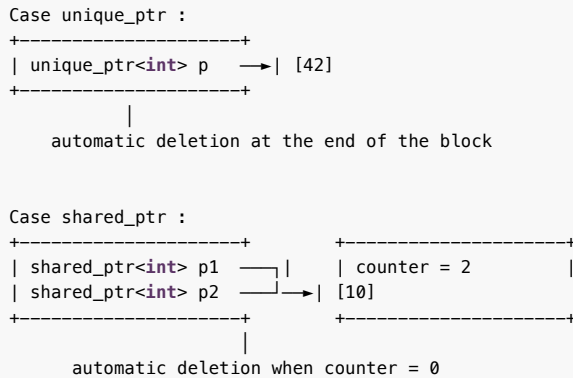 Case unique_ptr :
+---------------------+
| unique_ptr<int> p   ──►| [42]
+---------------------+
│
automatic deletion at the end of the block
Case shared_ptr :
+---------------------+        +---------------------+
| shared_ptr<int> p1  ───┐|    | counter = 2         |
| shared_ptr<int> p2  ───┴──►| [10]
+---------------------+        +---------------------+
│
automatic deletion when counter = 0